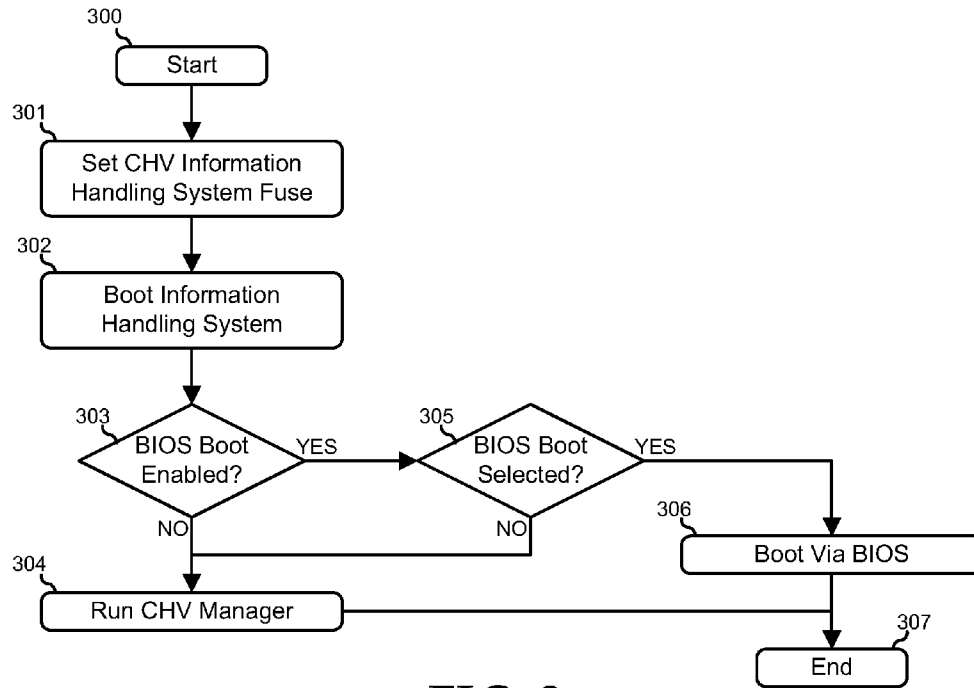 300
Start
301
Set CHV Information
Handling System Fuse
302
Boot Information
Handling System
303
BIOS Boot
Enabled?
YES
NO
305
BIOS Boot
Selected?
YES
NO
306
Boot Via BIOS
304
Run CHV Manager
307
End